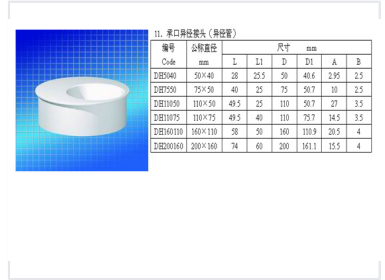 11. 承口异径接头(异径管)
编号 公称直径 尺寸 mm
Code mm L L1 D D1 A B
DH5040 50×40 28 25.5 50 40.6 2.95 2.5
DH7550 75×50 40 25 75 50.7 10 2.5
DH11050 110×50 49.5 25 110 50.7 27 3.5
DH11075 110×75 49.5 40 110 75.7 14.5 3.5
DH160110 160×110 58 50 160 110.9 20.5 4
DH200160 200×160 74 60 200 161.1 15.5 4